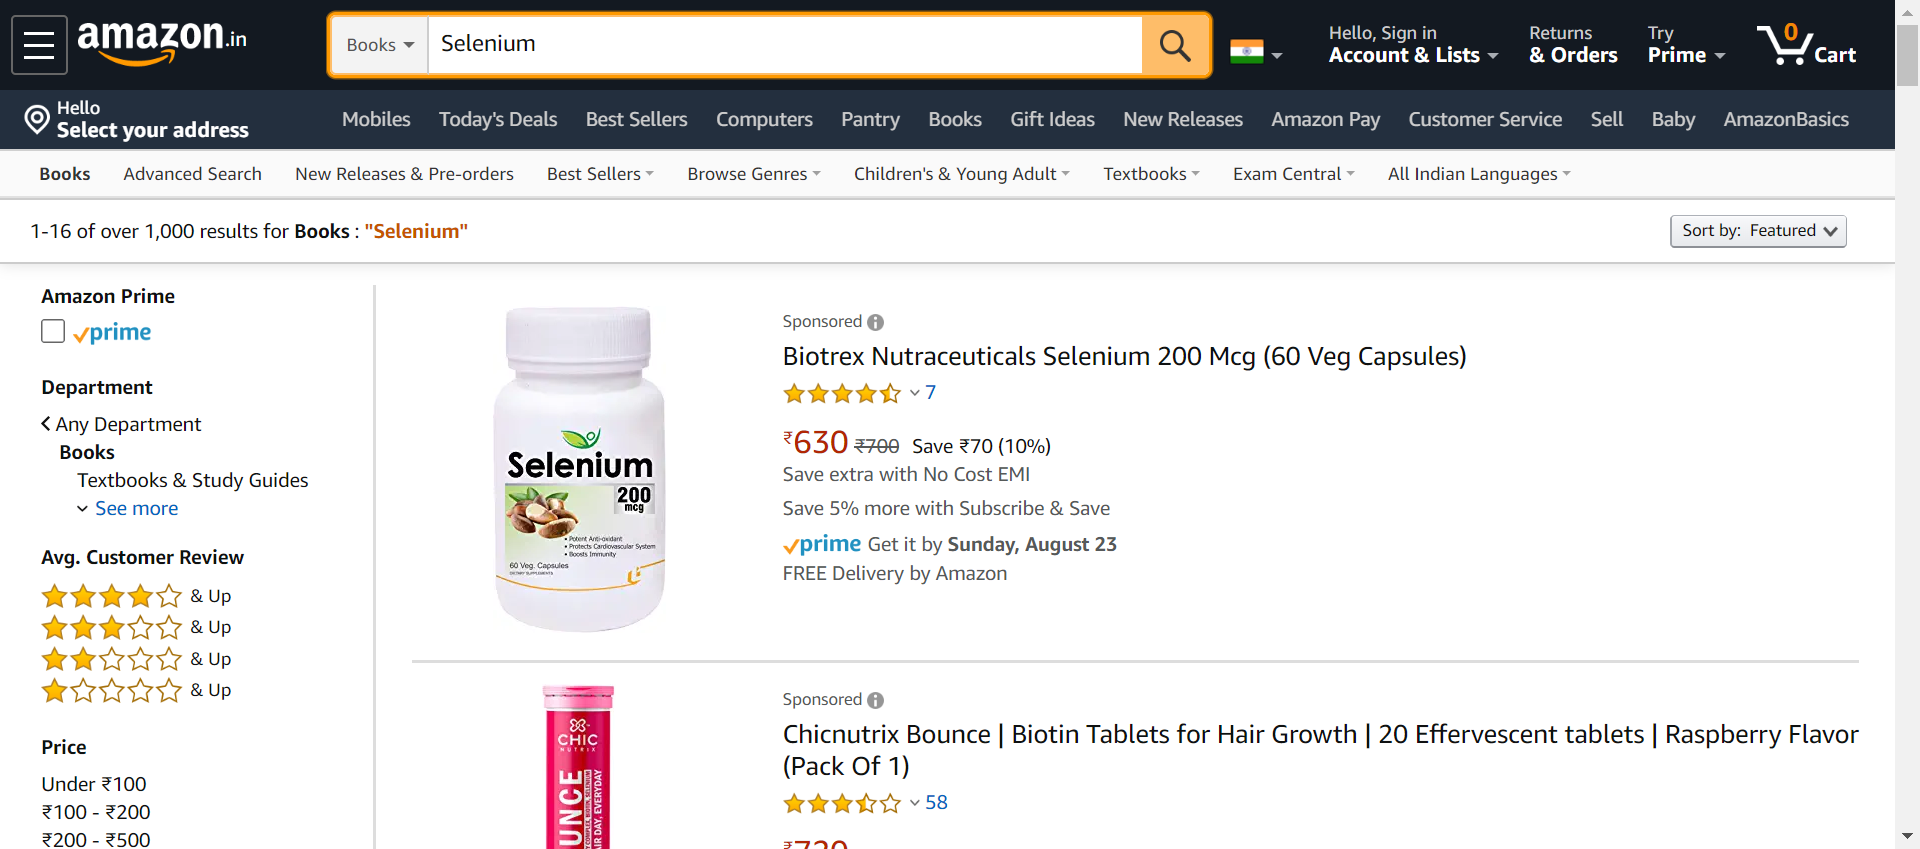 amazon.in
Books
Selenium
Hello, Sign in
Account & Lists
Returns
& Orders
Try
Prime
0
Cart
Hello
Select your address
Mobiles
Today's Deals
Best Sellers
Computers
Pantry
Books
Gift Ideas
New Releases
Amazon Pay
Customer Service
Sell
Baby
AmazonBasics
Books
Advanced Search
New Releases & Pre-orders
Best Sellers
Browse Genres
Children's & Young Adult
Textbooks
Exam Central
All Indian Languages
1-16 of over 1,000 results for Books : "Selenium"
Sort by: Featured
Amazon Prime
prime
Department
Any Department
Books
Textbooks & Study Guides
See more
Avg. Customer Review
& Up
& Up
& Up
& Up
Price
Under ₹100
₹100 - ₹200
₹200 - ₹500
Selenium
200
mcg
• Potent Anti-oxidant
• Protects Cardiovascular System
• Boosts Immunity
60 Veg. Capsules
DIETARY SUPPLEMENTS
Sponsored
Biotrex Nutraceuticals Selenium 200 Mcg (60 Veg Capsules)
7
₹630 ₹700 Save ₹70 (10%)
Save extra with No Cost EMI
Save 5% more with Subscribe & Save
prime Get it by Sunday, August 23
FREE Delivery by Amazon
CHIC
NUTRIX
UNCE
Sponsored
Chicnutrix Bounce | Biotin Tablets for Hair Growth | 20 Effervescent tablets | Raspberry Flavor
(Pack Of 1)
58
₹720